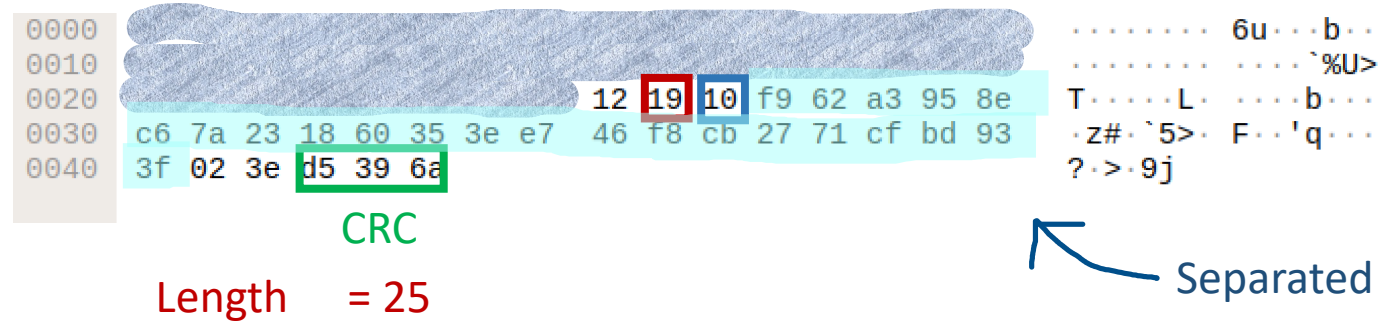 0000 ········ 6u···b··
0010 ········ ····`%U>
0020 12 19 10 f9 62 a3 95 8e T·····L· ····b···
0030 c6 7a 23 18 60 35 3e e7 46 f8 cb 27 71 cf bd 93 ·z#·`5>· F··'q···
0040 3f 02 3e d5 39 6a ?·>·9j
CRC
Length = 25
Separated